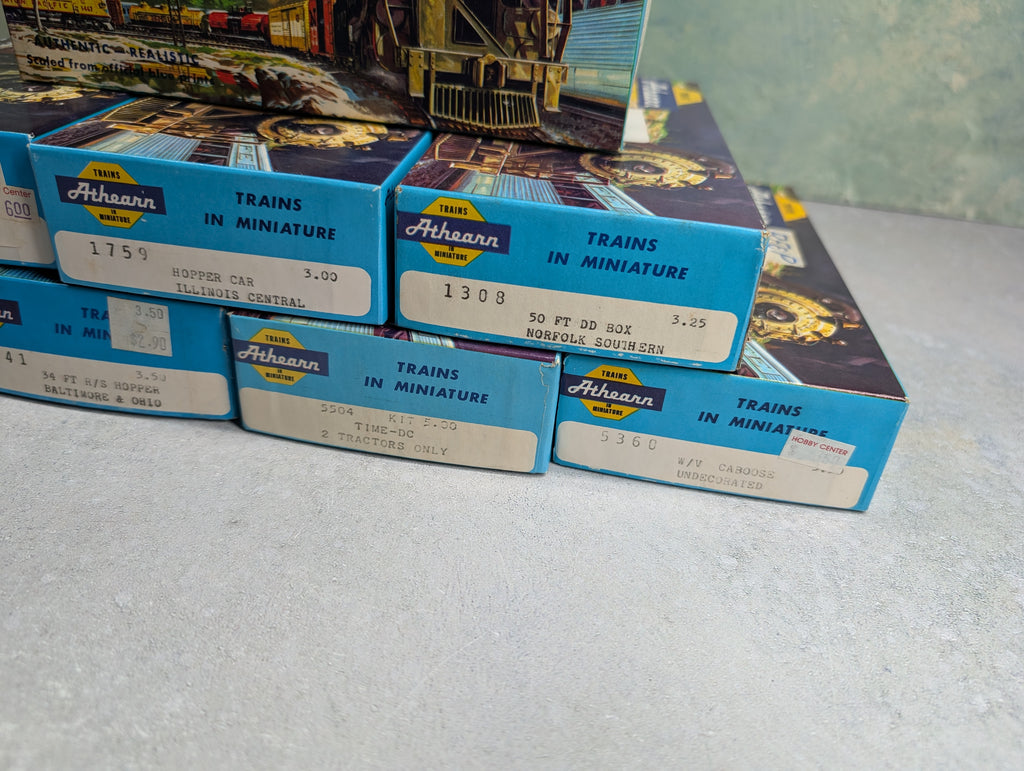 AUTHENTIC - REALISTIC
Scaled from official blue prints
TRAINS
Athearn
IN
MINIATURE
TRAINS
IN MINIATURE
1759
HOPPER CAR 3.00
ILLINOIS CENTRAL
TRAINS
Athearn
IN
MINIATURE
TRAINS
IN MINIATURE
1308
50 FT DD BOX 3.25
NORFOLK SOUTHERN
Center
600
3.50
$2.90
41
34 FT R/S HOPPER 3.50
BALTIMORE & OHIO
TRAINS
Athearn
IN
MINIATURE
TRAINS
IN MINIATURE
5504 KIT 5.00
TIME-DC
2 TRACTORS ONLY
TRAINS
Athearn
IN
MINIATURE
TRAINS
IN MINIATURE
HOBBY CENTER
5360
W/V CABOOSE
UNDECORATED